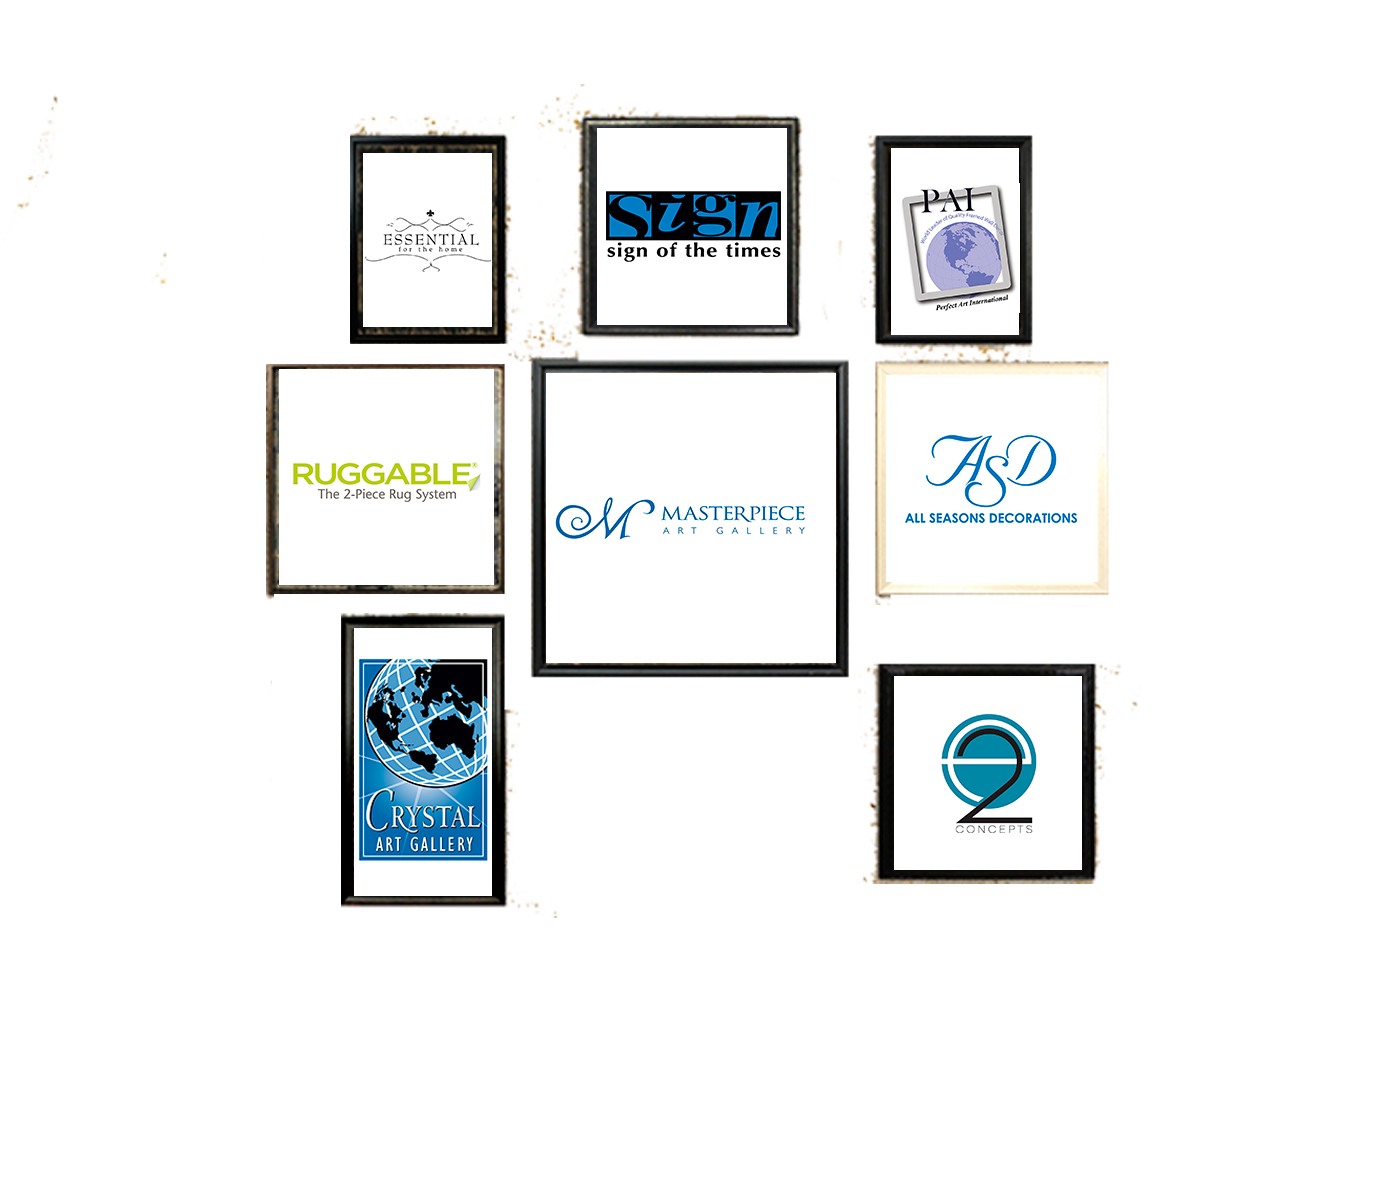 ESSENTIAL
for the home
Sign
sign of the times
PAI
World Leader of Quality Framed Wall Decor
Perfect Art International
RUGGABLE®
The 2-Piece Rug System
M MASTERPIECE
ART GALLERY
ASD
ALL SEASONS DECORATIONS
CRYSTAL
ART GALLERY
e2
CONCEPTS